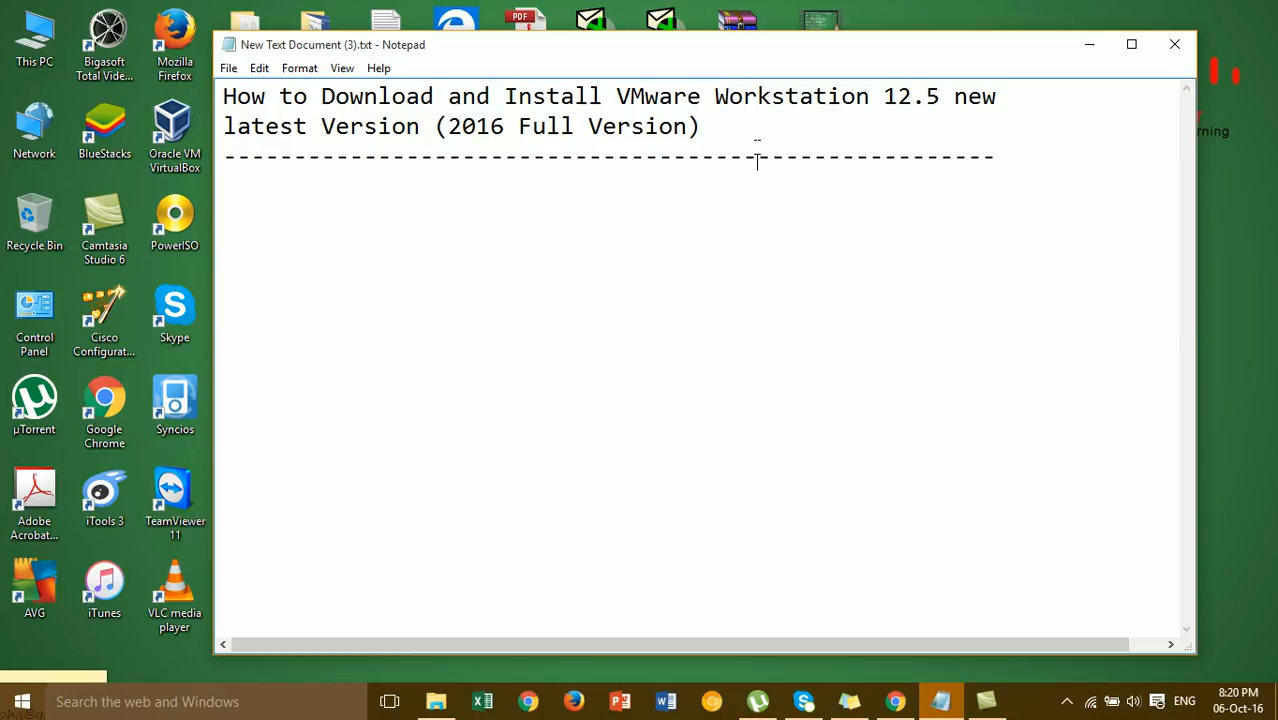 New Text Document (3).txt - Notepad
File Edit Format View Help
How to Download and Install VMware Workstation 12.5 new
latest Version (2016 Full Version)
-------------------------------------------------------
This PC
Bigasoft
Total Vide...
Mozilla
Firefox
PDF
Network
BlueStacks
Oracle VM
VirtualBox
Recycle Bin
Camtasia
Studio 6
PowerISO
Control
Panel
Cisco
Configurat...
Skype
µTorrent
Google
Chrome
Syncios
Adobe
Acrobat...
iTools 3
TeamViewer
11
AVG
iTunes
VLC media
player
rning
Search the web and Windows
ENG
8:20 PM
06-Oct-16